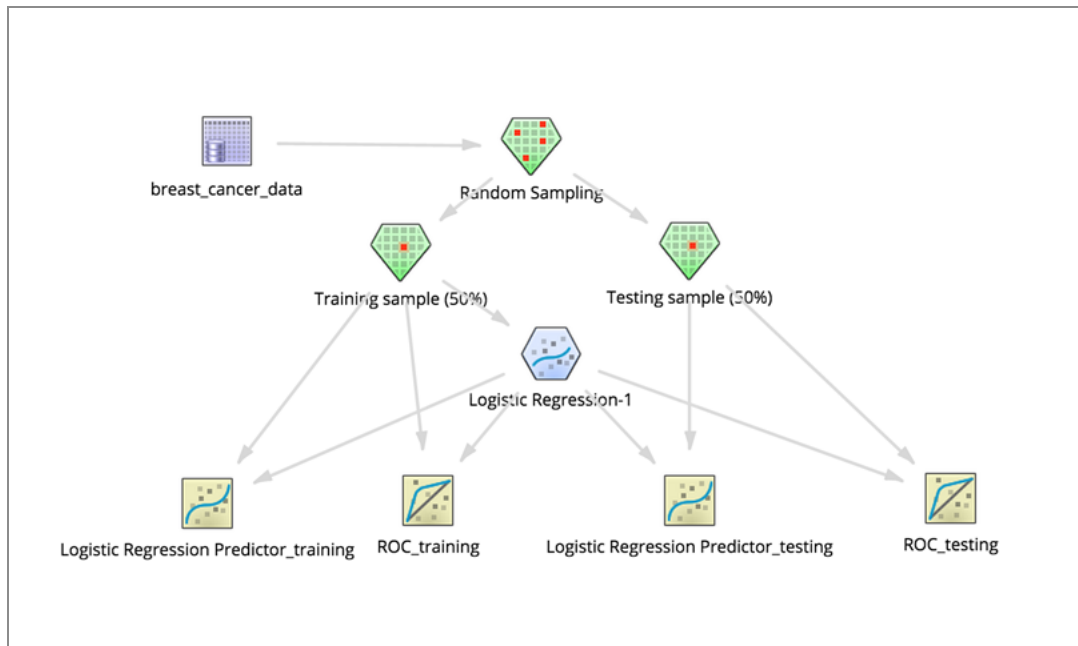 breast_cancer_data
Random Sampling
Training sample (50%)
Testing sample (50%)
Logistic Regression-1
Logistic Regression Predictor_training
ROC_training
Logistic Regression Predictor_testing
ROC_testing